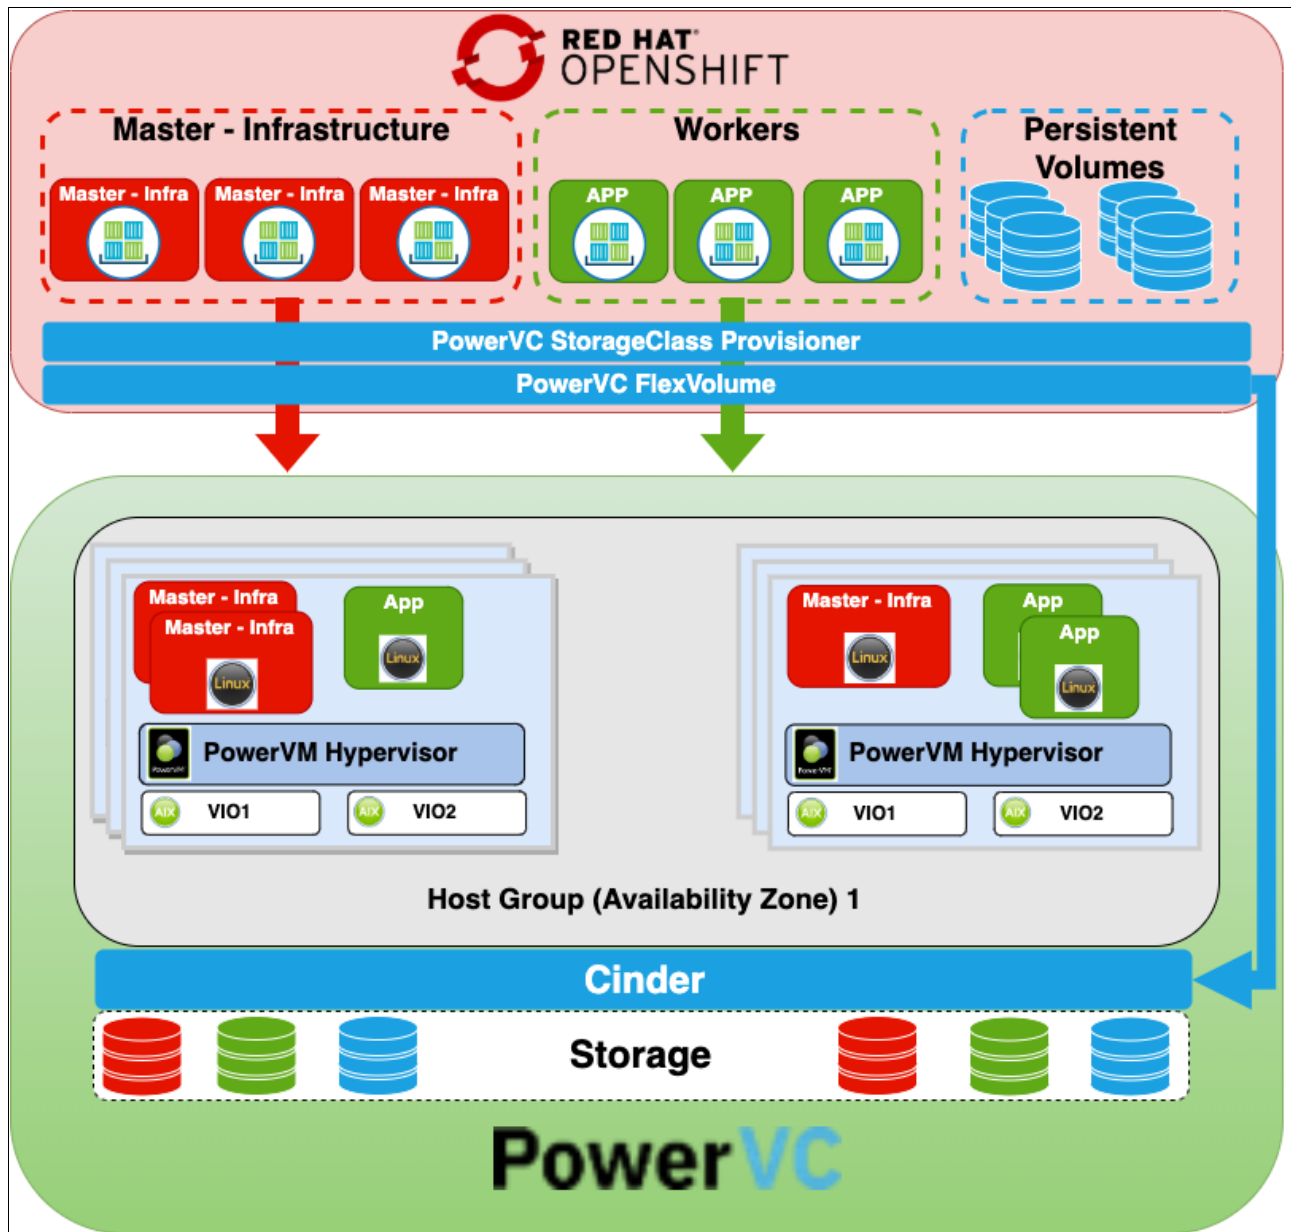 RED HAT
OPENSHIFT
Master - Infrastructure
Workers
Persistent
Volumes
Master - Infra
Master - Infra
Master - Infra
APP
APP
APP
PowerVC StorageClass Provisioner
PowerVC FlexVolume
Master - Infra
Master - Infra
Linux
App
Linux
Master - Infra
Linux
App
App
Linux
PowerVM
PowerVM Hypervisor
PowerVM
PowerVM Hypervisor
AIX
VIO1
AIX
VIO2
AIX
VIO1
AIX
VIO2
Host Group (Availability Zone) 1
Cinder
Storage
PowerVC